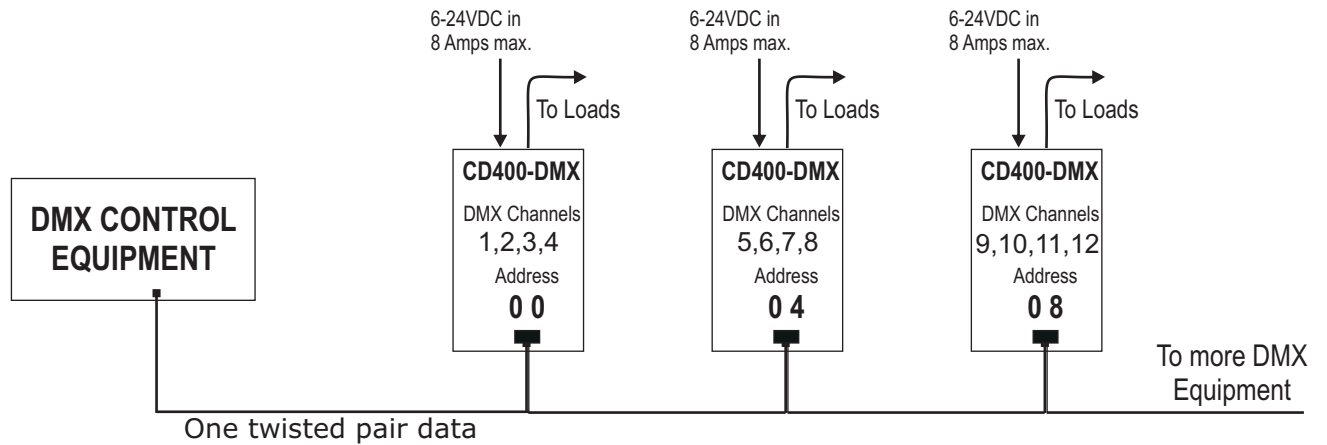 6-24VDC in
8 Amps max.
To Loads
CD400-DMX
DMX Channels
1,2,3,4
Address
0 0
6-24VDC in
8 Amps max.
To Loads
CD400-DMX
DMX Channels
5,6,7,8
Address
0 4
6-24VDC in
8 Amps max.
To Loads
CD400-DMX
DMX Channels
9,10,11,12
Address
0 8
DMX CONTROL
EQUIPMENT
To more DMX
Equipment
One twisted pair data